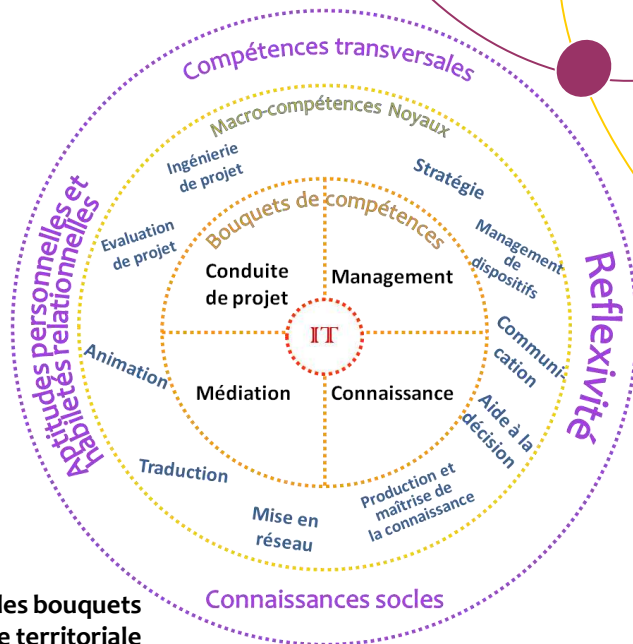 Compétences transversales
Macro-compétences Noyaux
Ingénierie
de projet
Stratégie
Bouquets de compétences
Evaluation
de projet
Management
de
dispositifs
Aptitudes personnelles et
habiletés relationnelles
Reflexivité
Conduite
de projet
Management
IT
Animation
Communi-
cation
Médiation
Connaissance
Aide à la
décision
Traduction
Production et
maîtrise de
la connaissance
Mise en
réseau
Connaissances socles
les bouquets
e territoriale